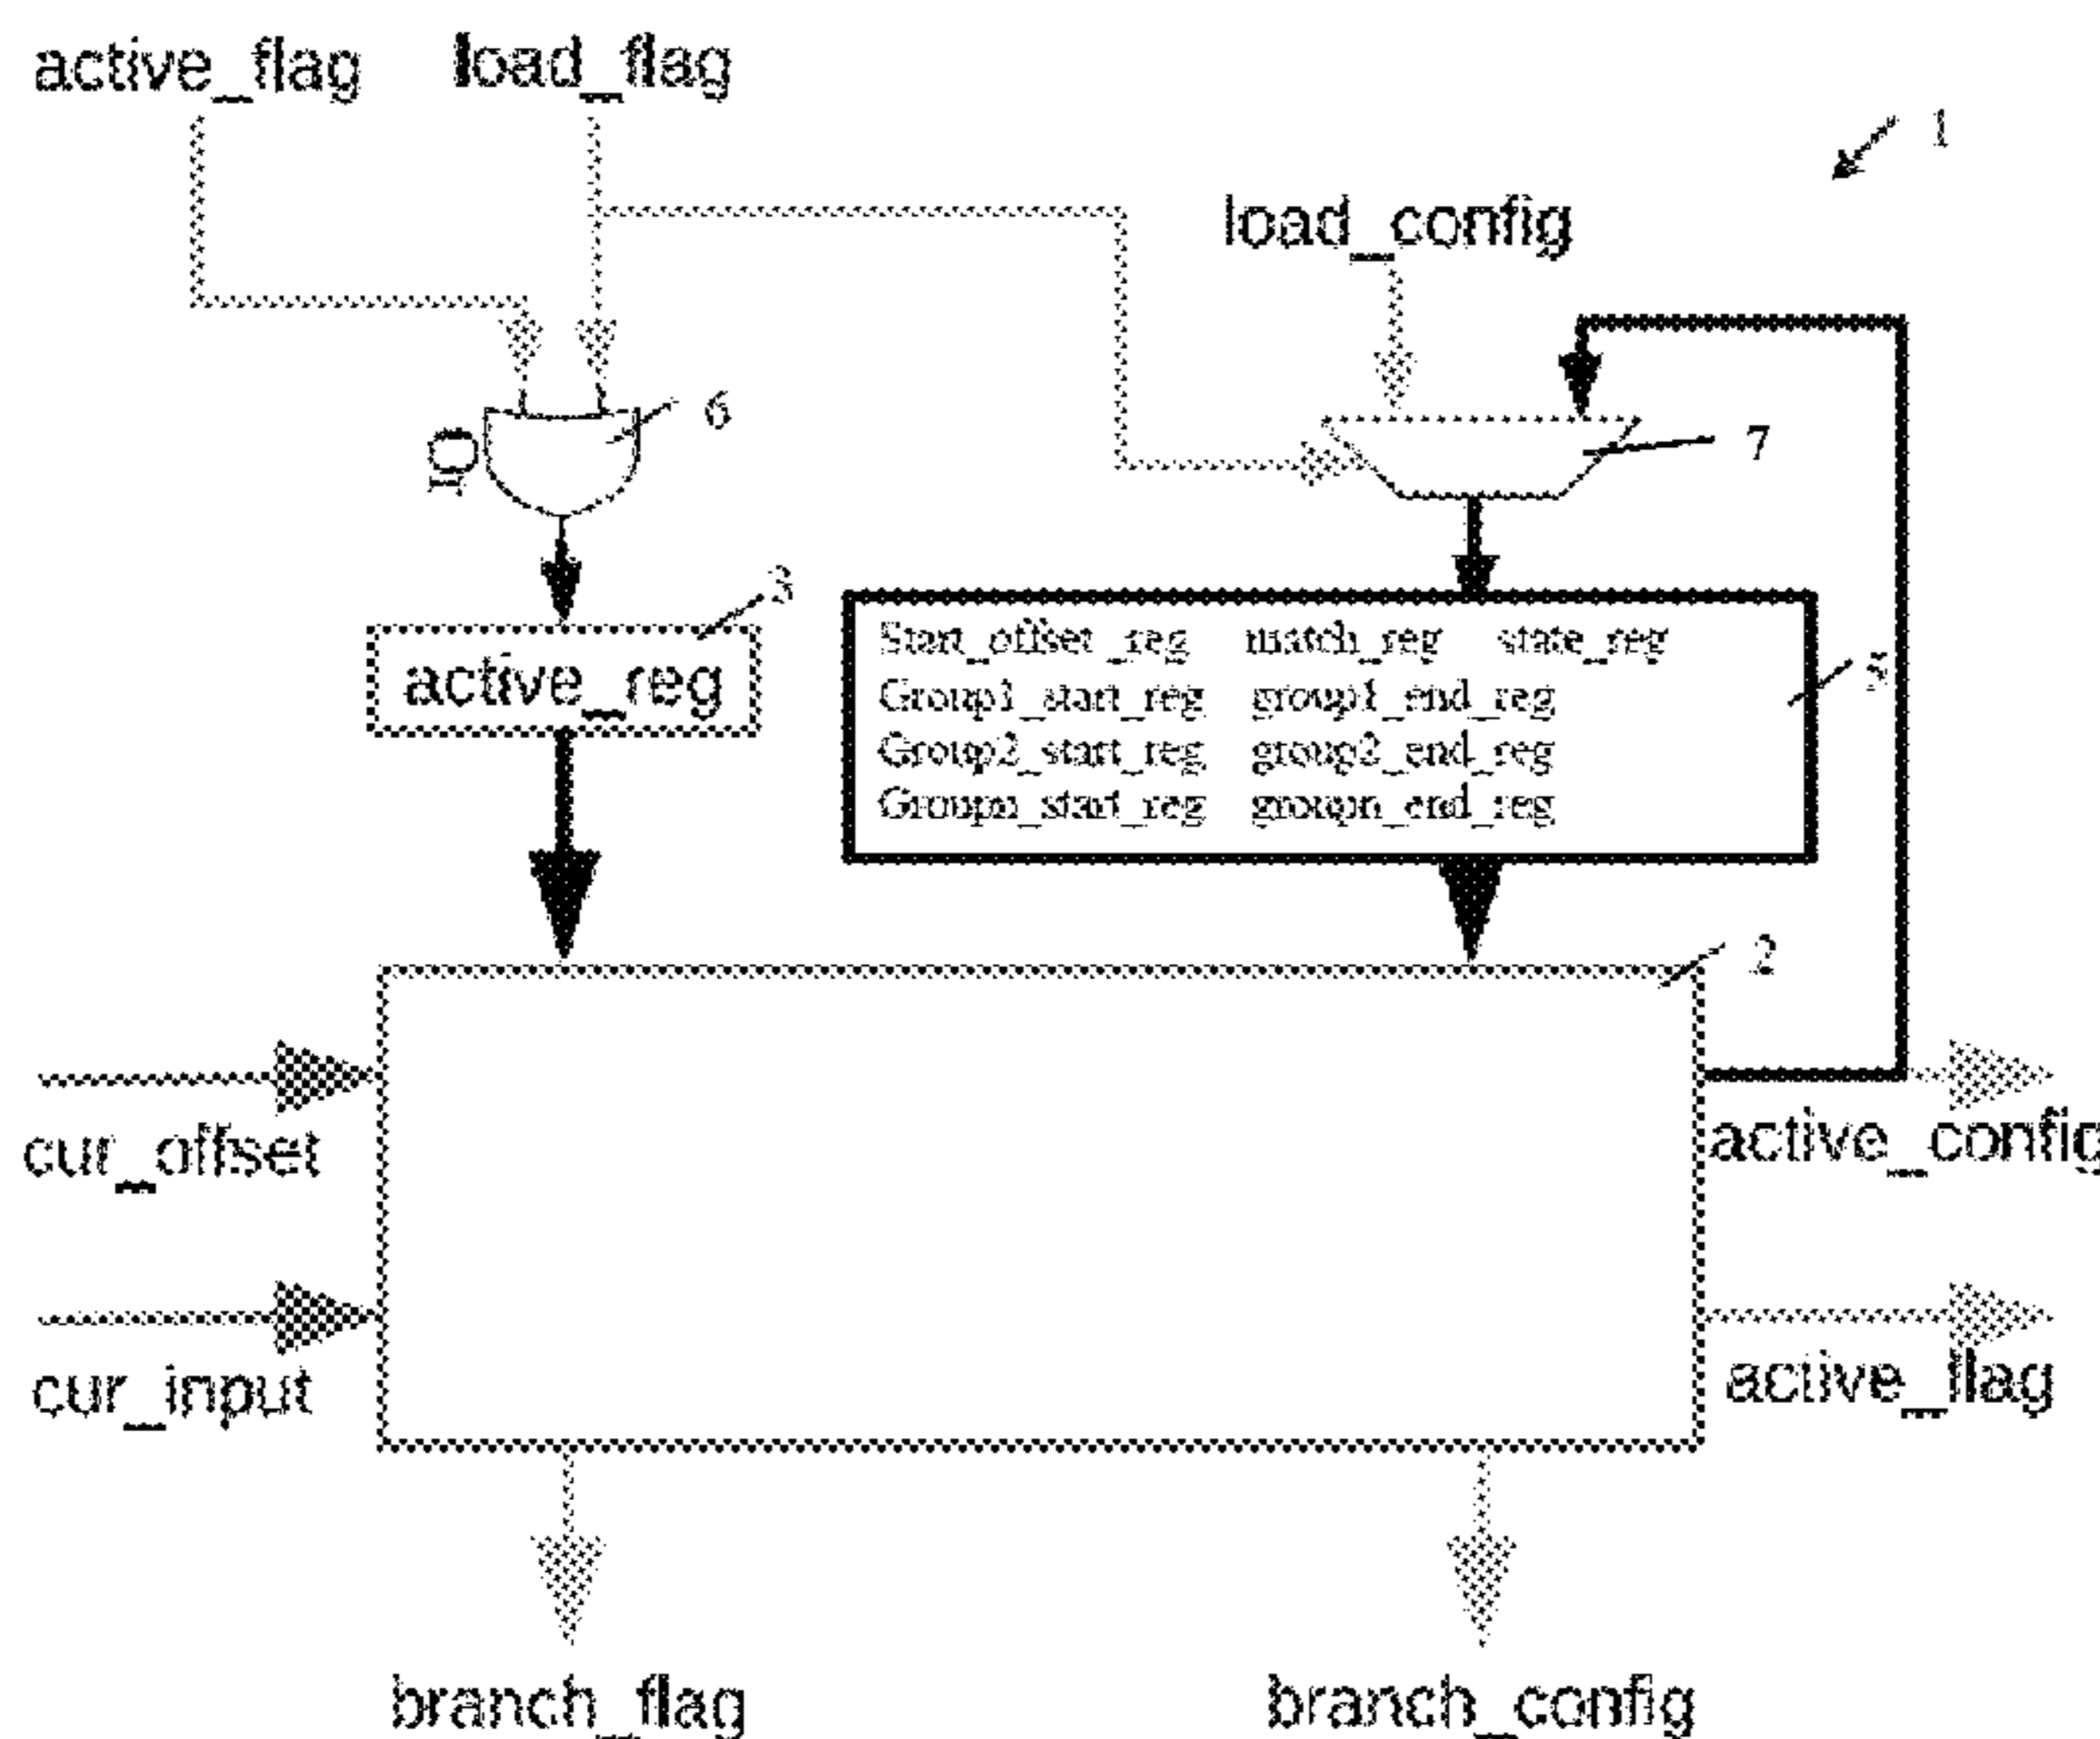 active_flag load_flag
1
load_config
6
or
7
3
active_reg
Start_offset_reg match_reg state_reg
Group1_start_reg group1_end_reg
Group2_start_reg group2_end_reg
Groupn_start_reg groupn_end_reg
5
2
cur_offset
active_config
cur_input
active_flag
branch_flag branch_config